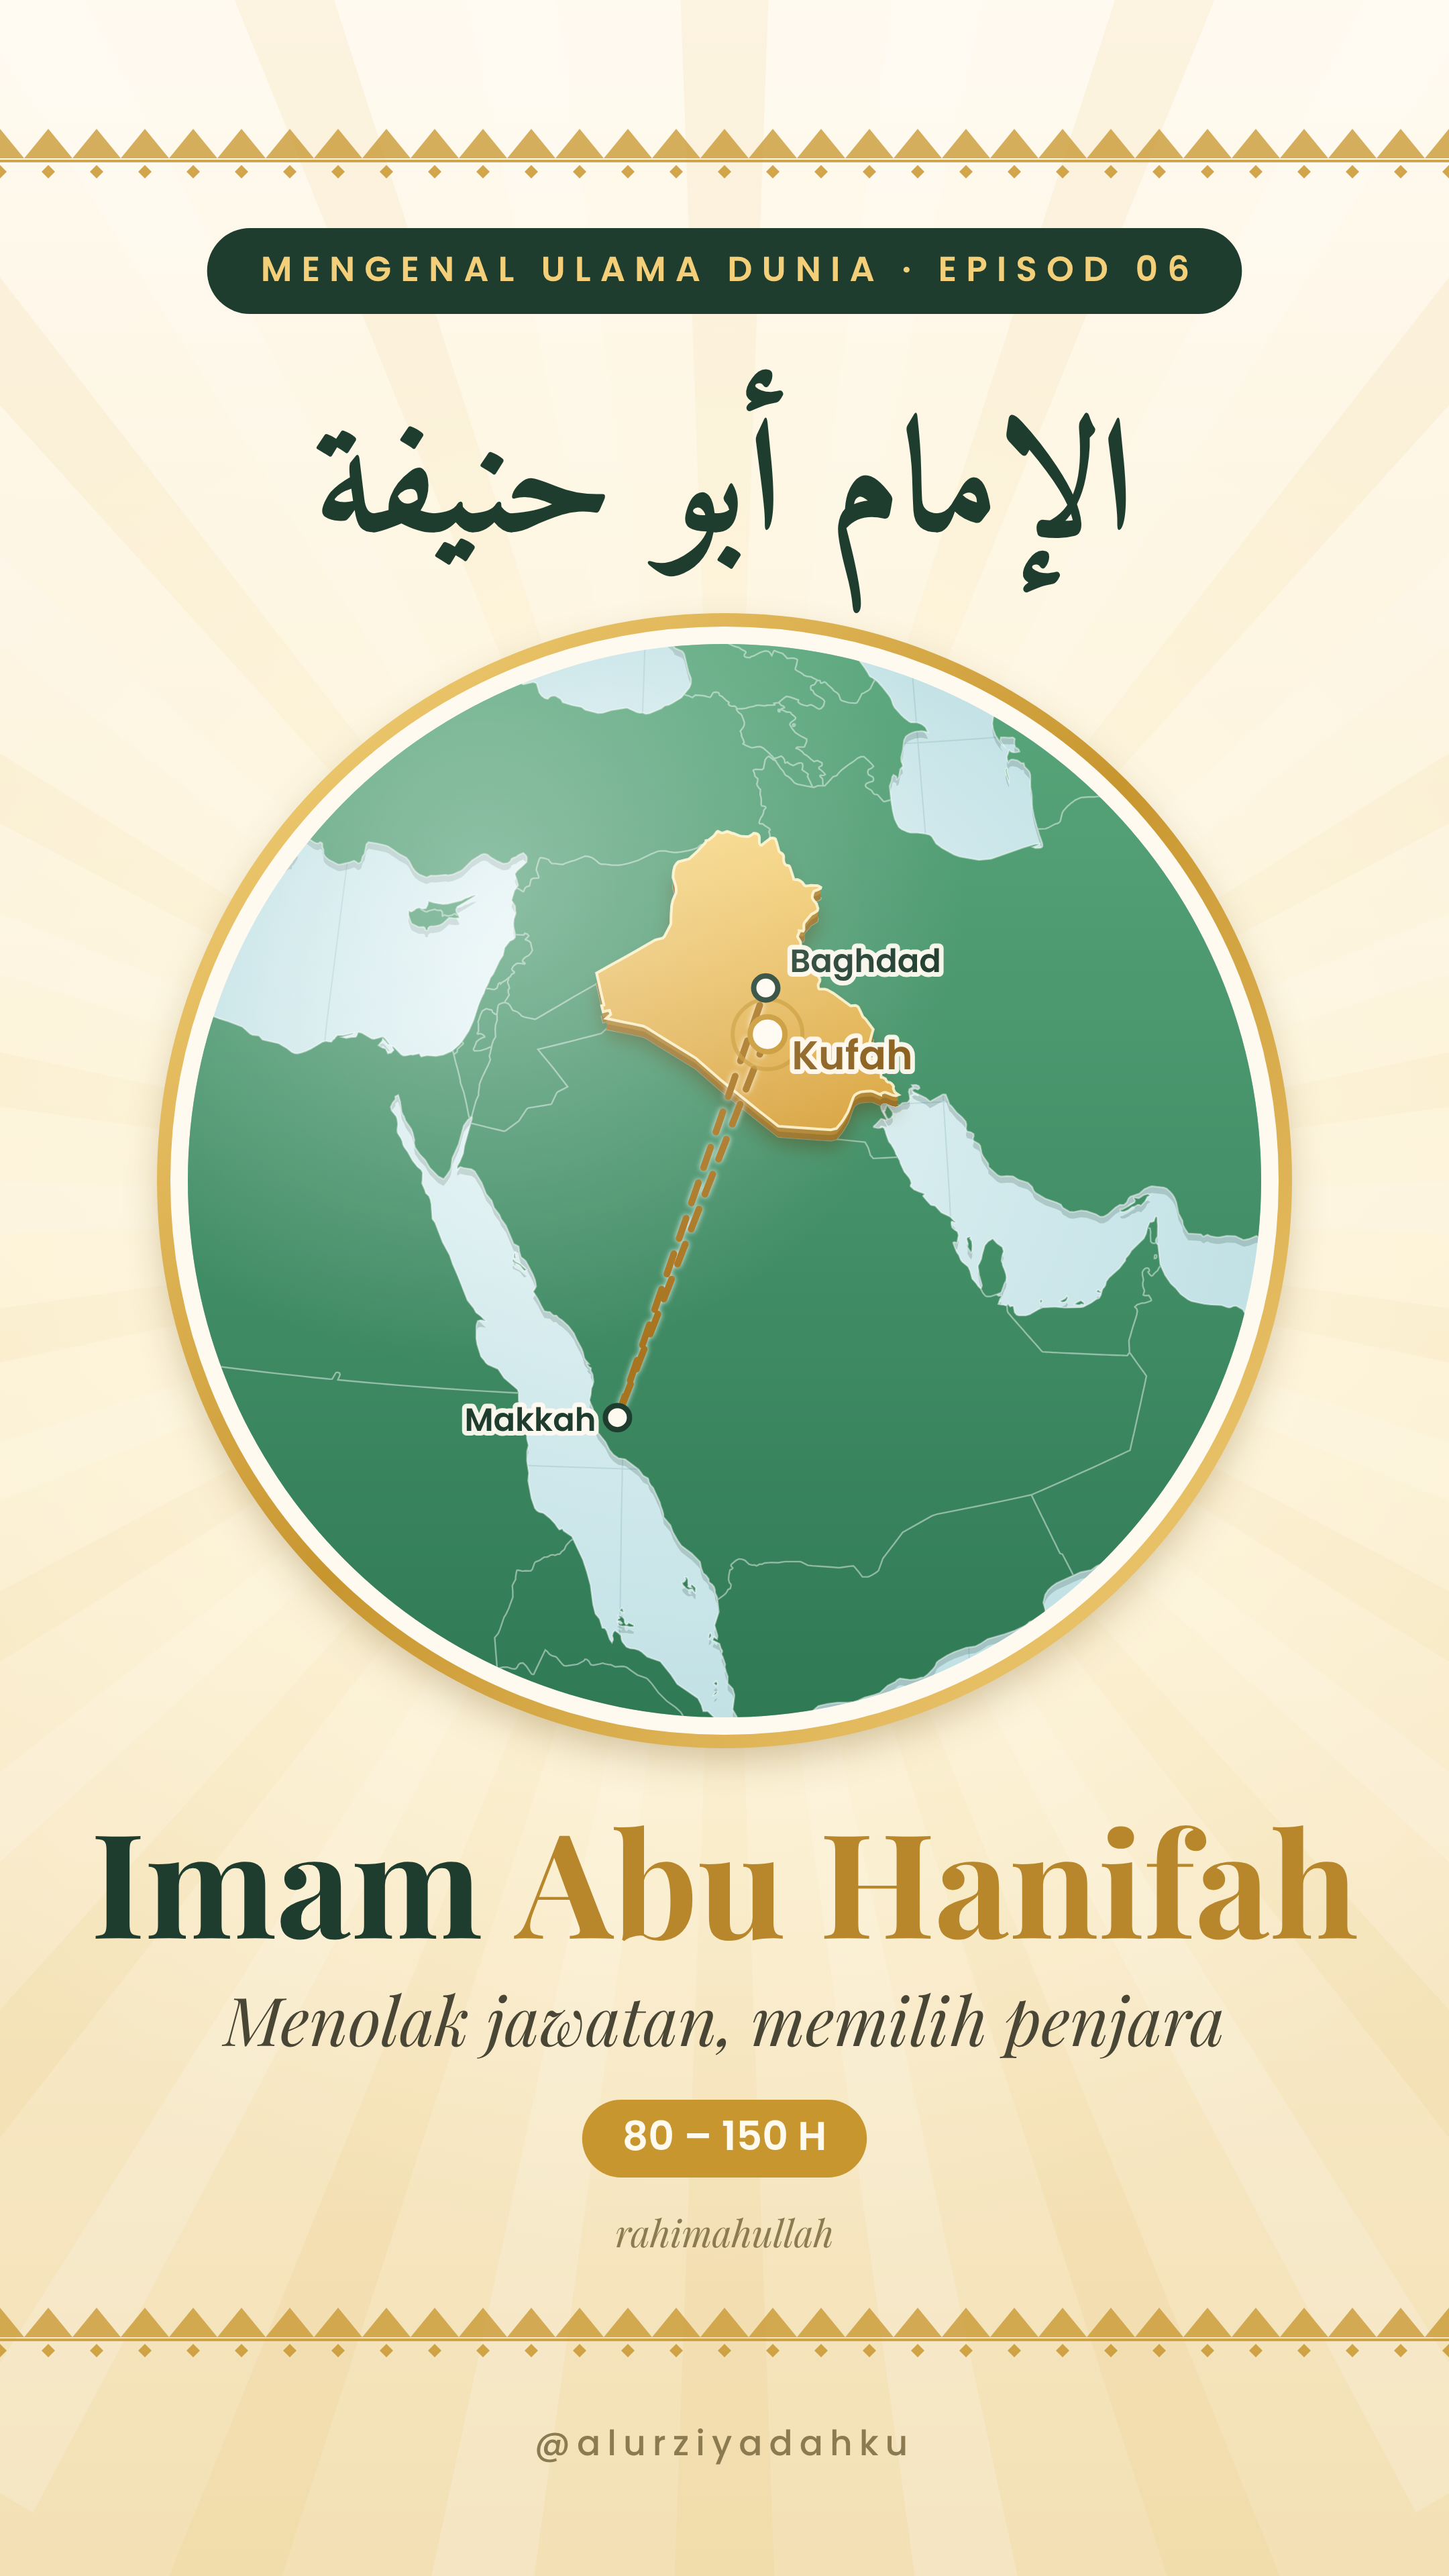 MENGENAL ULAMA DUNIA · EPISOD 06
الإمام أبو حنيفة
Baghdad
Kufah
Makkah
Imam Abu Hanifah
Menolak jawatan, memilih penjara
80 – 150 H
rahimahullah
@alurziyadahku